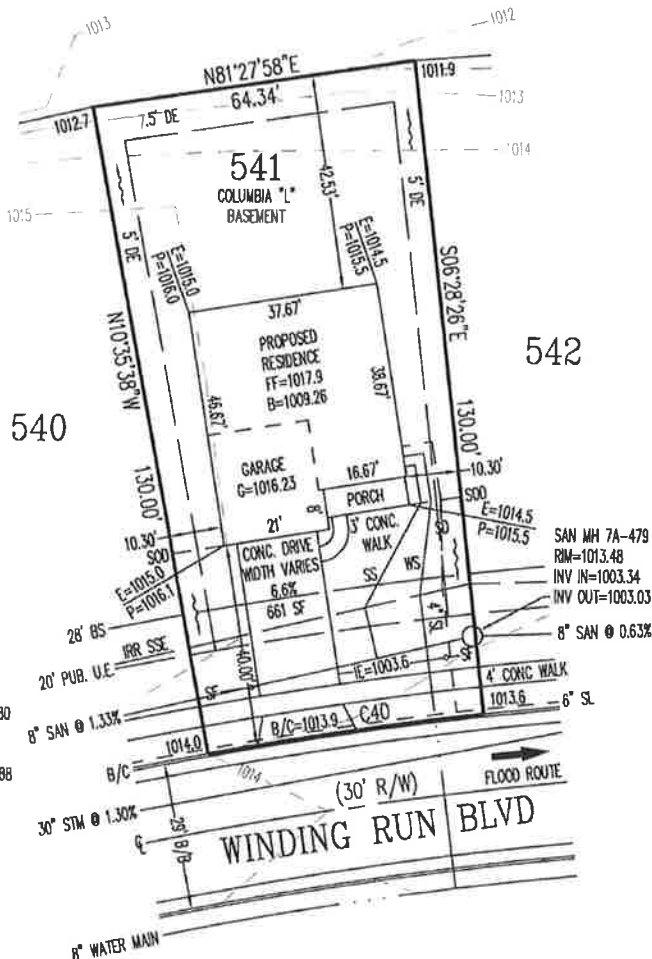 1013
1012
N81°27'58"E
64.34'
1012.7
1011.9
7.5' DE
1013
1014
541
COLUMBIA "L"
BASEMENT
42.53'
1015
5' DE
5' DE
E=1015.0
P=1016.0
E=1014.5
P=1015.5
37.67'
N10°35'38"W
S06°28'26"E
PROPOSED
RESIDENCE
FF=1017.9
B=1009.26
542
540
46.67'
38.67'
GARAGE
G=1016.23
16.67'
PORCH
10.30'
130.00'
130.00'
8'
21'
3' CONC.
WALK
SOD
E=1014.5
P=1015.5
10.30'
SOD
CONC. DRIVE
WIDTH VARIES
6.6%
661 SF
SAN MH 7A-479
RIM=1013.48
INV IN=1003.34
INV OUT=1003.03
E=1015.0
P=1016.1
SS
WS
28' BS
4" SL
8" SAN @ 0.63%
IRR SSE
20' PUB. U.E.
40.00'
IE=1003.6
SF
4' CONC WALK
8" SAN @ 1.33%
1013.6
6" SL
B/C=1013.9
C40
1014.0
B/C
1014
30" STM @ 1.30%
(30' R/W)
FLOOD ROUTE
29' B/B
WINDING RUN BLVD
8" WATER MAIN